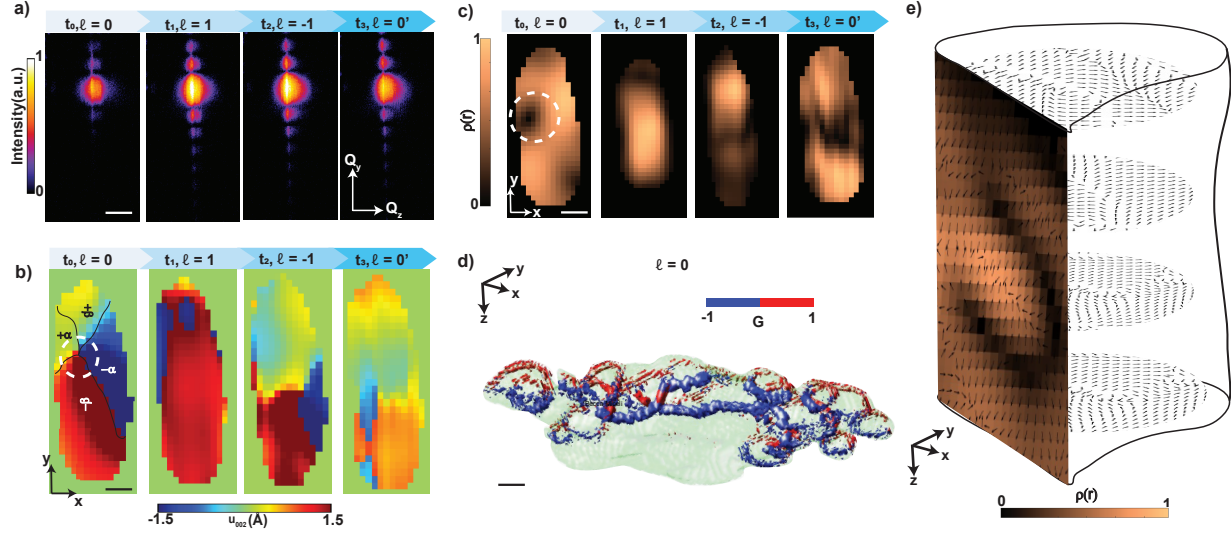 a)
t₀, ℓ = 0
t₁, ℓ = 1
t₂, ℓ = -1
t₃, ℓ = 0'
Intensity(a.u.)
1
0
Qy
Qz
b)
t₀, ℓ = 0
t₁, ℓ = 1
t₂, ℓ = -1
t₃, ℓ = 0'
+α
−α
−β
y
x
-1.5
u₀₀₂(Å)
1.5
c)
t₀, ℓ = 0
t₁, ℓ = 1
t₂, ℓ = -1
t₃, ℓ = 0'
1
ρ(r)
0
y
x
d)
ℓ = 0
y
x
z
-1
G
1
e)
y
x
z
0
ρ(r)
1